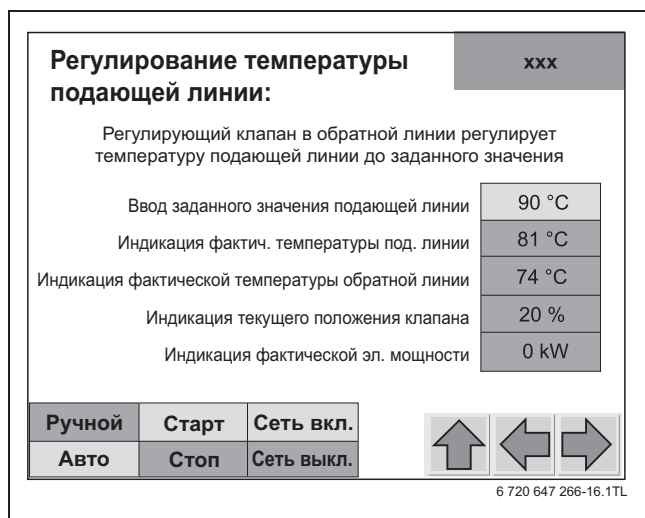 Регулирование температуры
подающей линии:
xxx
Регулирующий клапан в обратной линии регулирует
температуру подающей линии до заданного значения
Ввод заданного значения подающей линии 90 °C
Индикация фактич. температуры под. линии 81 °C
Индикация фактической температуры обратной линии 74 °C
Индикация текущего положения клапана 20 %
Индикация фактической эл. мощности 0 kW
Ручной Старт Сеть вкл.
Авто Стоп Сеть выкл.
6 720 647 266-16.1TL